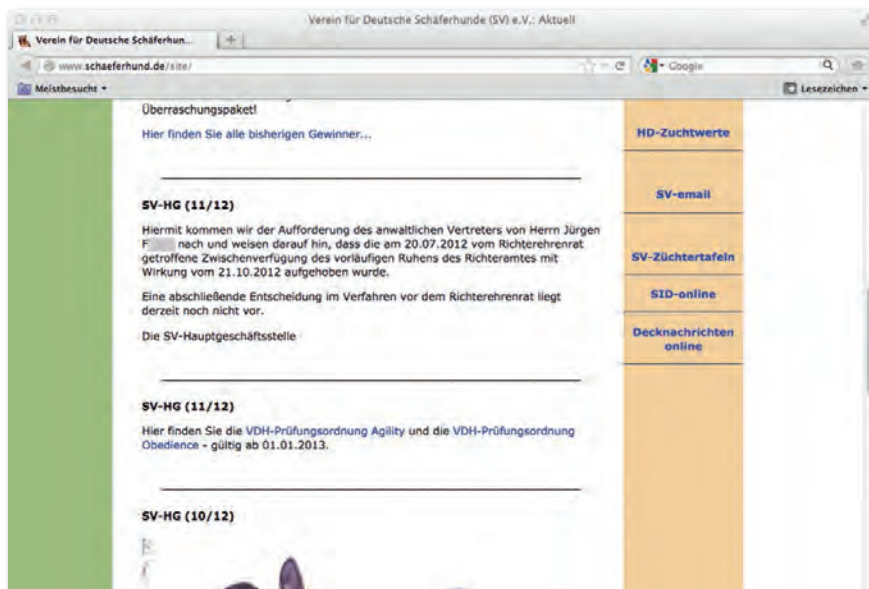 Verein für Deutsche Schäferhunde (SV) e.V.: Aktuell
Verein für Deutsche Schäferhun...
www.schaeferhund.de/site/
Google
Meistbesucht
Lesezeichen
Überraschungspaket!
Hier finden Sie alle bisherigen Gewinner...
SV-HG (11/12)
Hiermit kommen wir der Aufforderung des anwaltlichen Vertreters von Herrn Jürgen
F nach und weisen darauf hin, dass die am 20.07.2012 vom Richterehrenrat
getroffene Zwischenverfügung des vorläufigen Ruhens des Richteramtes mit
Wirkung vom 21.10.2012 aufgehoben wurde.
Eine abschließende Entscheidung im Verfahren vor dem Richterehrenrat liegt
derzeit noch nicht vor.
Die SV-Hauptgeschäftsstelle
SV-HG (11/12)
Hier finden Sie die VDH-Prüfungsordnung Agility und die VDH-Prüfungsordnung
Obedience - gültig ab 01.01.2013.
SV-HG (10/12)
HD-Zuchtwerte
SV-email
SV-Züchtertafeln
SID-online
Decknachrichten
online